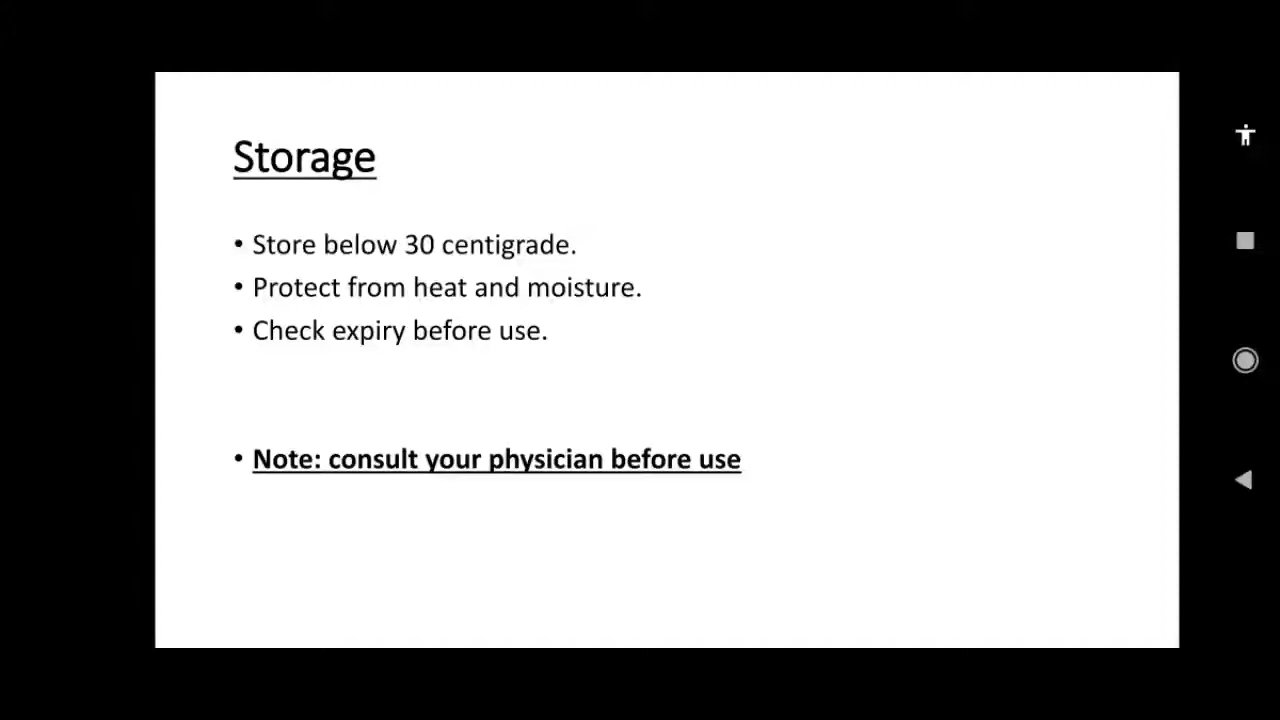 Storage
• Store below 30 centigrade.
• Protect from heat and moisture.
• Check expiry before use.
• Note: consult your physician before use